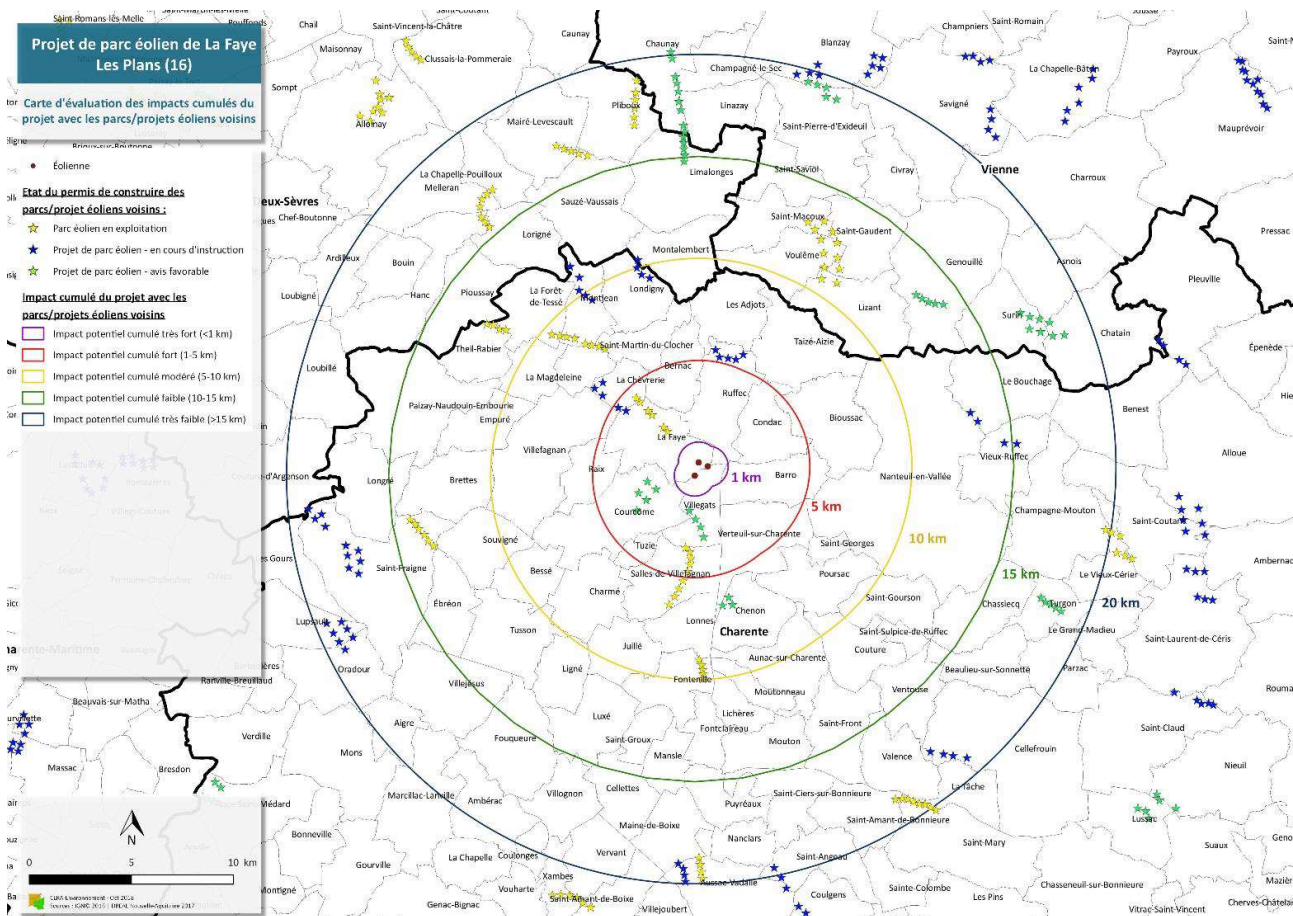 Projet de parc éolien de La Faye
Les Plans (16)
Carte d'évaluation des impacts cumulés du
projet avec les parcs/projets éoliens voisins
Éolienne
Etat du permis de construire des
parcs/projet éoliens voisins :
Parc éolien en exploitation
Projet de parc éolien - en cours d'instruction
Projet de parc éolien - avis favorable
Impact cumulé du projet avec les
parcs/projets éoliens voisins
Impact potentiel cumulé très fort (<1 km)
Impact potentiel cumulé fort (1-5 km)
Impact potentiel cumulé modéré (5-10 km)
Impact potentiel cumulé faible (10-15 km)
Impact potentiel cumulé très faible (>15 km)
N
0 5 10 km
Saint-Romans-lès-Melle
Chail
Saint-Vincent-la-Châtre
Caunay
Maisonnay
Clussais-la-Pommeraie
Sompt
Alloinay
Chaunay
Champagné-le-Sec
Blanzay
Champniers
Saint-Romain
Payroux
La Chapelle-Bâton
Savigné
Mauprévoir
Pliboux
Linazay
Mairé-Levescault
Saint-Pierre-d'Exideuil
La Chapelle-Pouilloux
Melleran
Limalonges
Saint-Saviol
Civray
Vienne
Charroux
eux-Sèvres
Chef-Boutonne
Sauzé-Vaussais
Saint-Macoux
Saint-Gaudent
Lorigné
Montalembert
Voulême
Genouillé
Asnois
Pressac
Pleuville
Ardilleux
Bouin
Loubigné
Hanc
Pioussay
La Forêt-
de-Tessé
Montjean
Londigny
Les Adjots
Lizant
Surin
Chatain
Épenède
Theil-Rabier
Saint-Martin-du-Clocher
Taizé-Aizie
Loubillé
La Magdeleine
La Chèvrerie
Bernac
Ruffec
Le Bouchage
Benest
Paizay-Naudouin-Embourie
Empuré
Condac
Bioussac
La Faye
Vieux-Ruffec
Alloue
Villefagnan
Longré
Brettes
Raix
1 km
Barro
Nanteuil-en-Vallée
Courcôme
Villegats
5 km
Champagne-Mouton
Saint-Coutant
Verteuil-sur-Charente
10 km
Souvigné
Tuzie
Saint-Georges
Ambernac
Saint-Fraigne
Bessé
Salles-de-Villefagnan
Poursac
15 km
Le Vieux-Cérier
Charmé
Saint-Gourson
Chassiecq
20 km
Turgon
Ébréon
Chenon
Lonnes
Le Grand-Madieu
Lupsault
Tusson
Charente
Saint-Sulpice-de-Ruffec
Couture
Saint-Laurent-de-Céris
Oradour
Juillé
Aunac-sur-Charente
Beaulieu-sur-Sonnette
Parzac
Ranville-Breuillaud
Villejésus
Ligné
Fontenille
Moutonneau
Ventouse
Beauvais-sur-Matha
Lichères
Fontclaireau
Saint-Front
Saint-Claud
Verdille
Aigre
Luxé
Fouqueure
Saint-Groux
Mouton
Cellefrouin
Massac
Bresdon
Mons
Mansle
Valence
Nieuil
Cellettes
La Tâche
Marcillac-Lanville
Ambérac
Villognon
Puyréaux
Saint-Ciers-sur-Bonnieure
Saint-Amant-de-Bonnieure
Lussac
Bonneville
Maine-de-Boixe
Nanclars
Saint-Mary
Suaux
Gourville
La Chapelle
Coulonges
Vervant
Saint-Angeau
Xambes
Aussac-Vadalle
Chasseneuil-sur-Bonnieure
Montigné
Vouharte
Coulgens
Sainte-Colombe
Genac-Bignac
Saint-Amant-de-Boixe
Villejoubert
Les Pins
Vitrac-Saint-Vincent